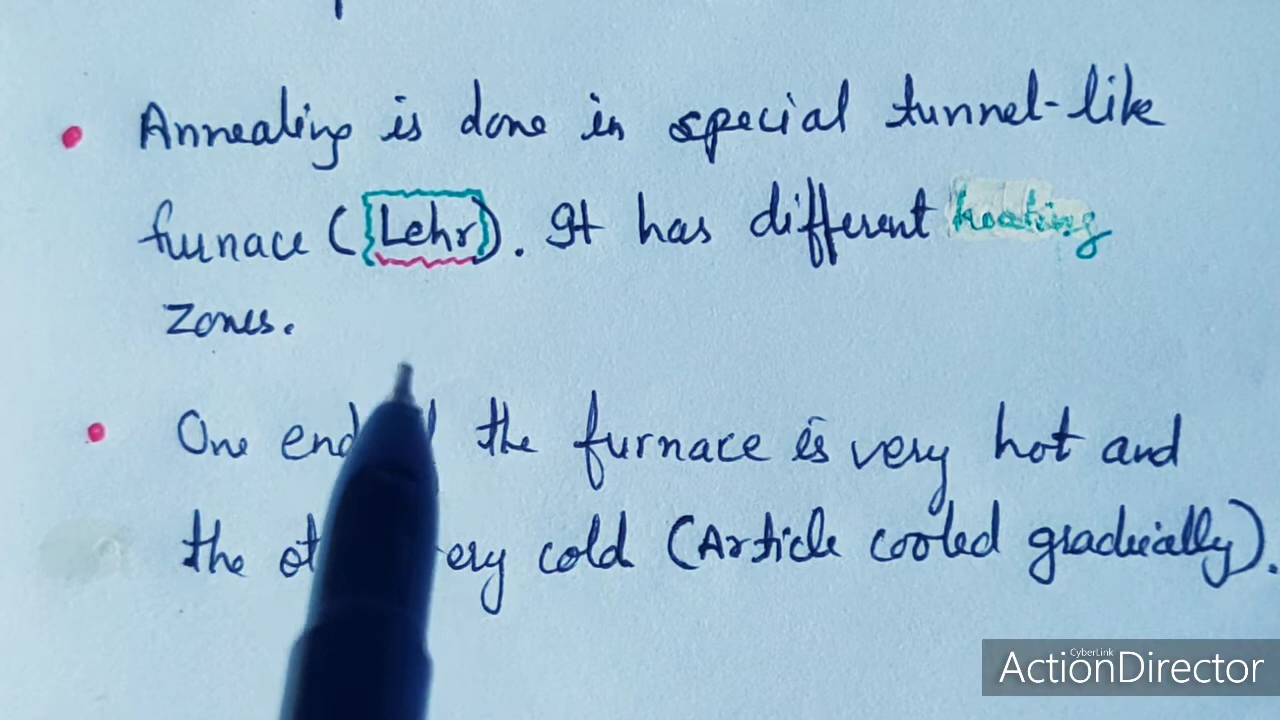 Annealing is done in special tunnel-like
furnace (Lehr). It has different heating
zones.
One end the furnace is very hot and
the cold (Article cooled gradually).
CyberLink
ActionDirector